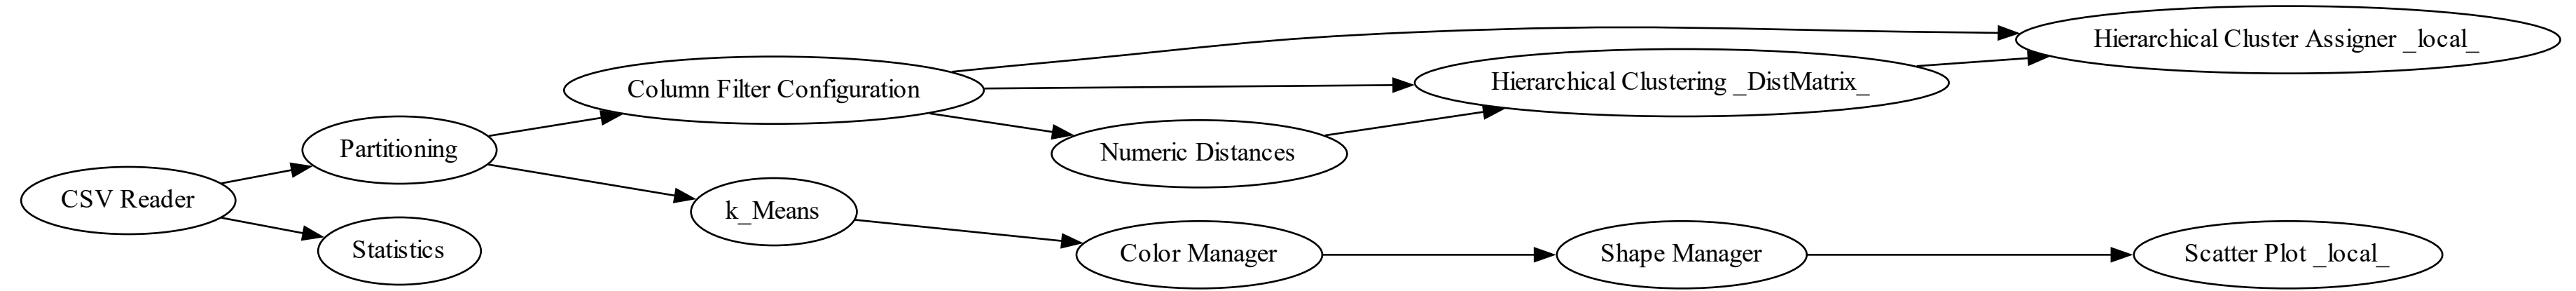 Hierarchical Cluster Assigner _local_
Hierarchical Clustering _DistMatrix_
Column Filter Configuration
Partitioning
Numeric Distances
CSV Reader
k_Means
Statistics
Color Manager
Shape Manager
Scatter Plot _local_